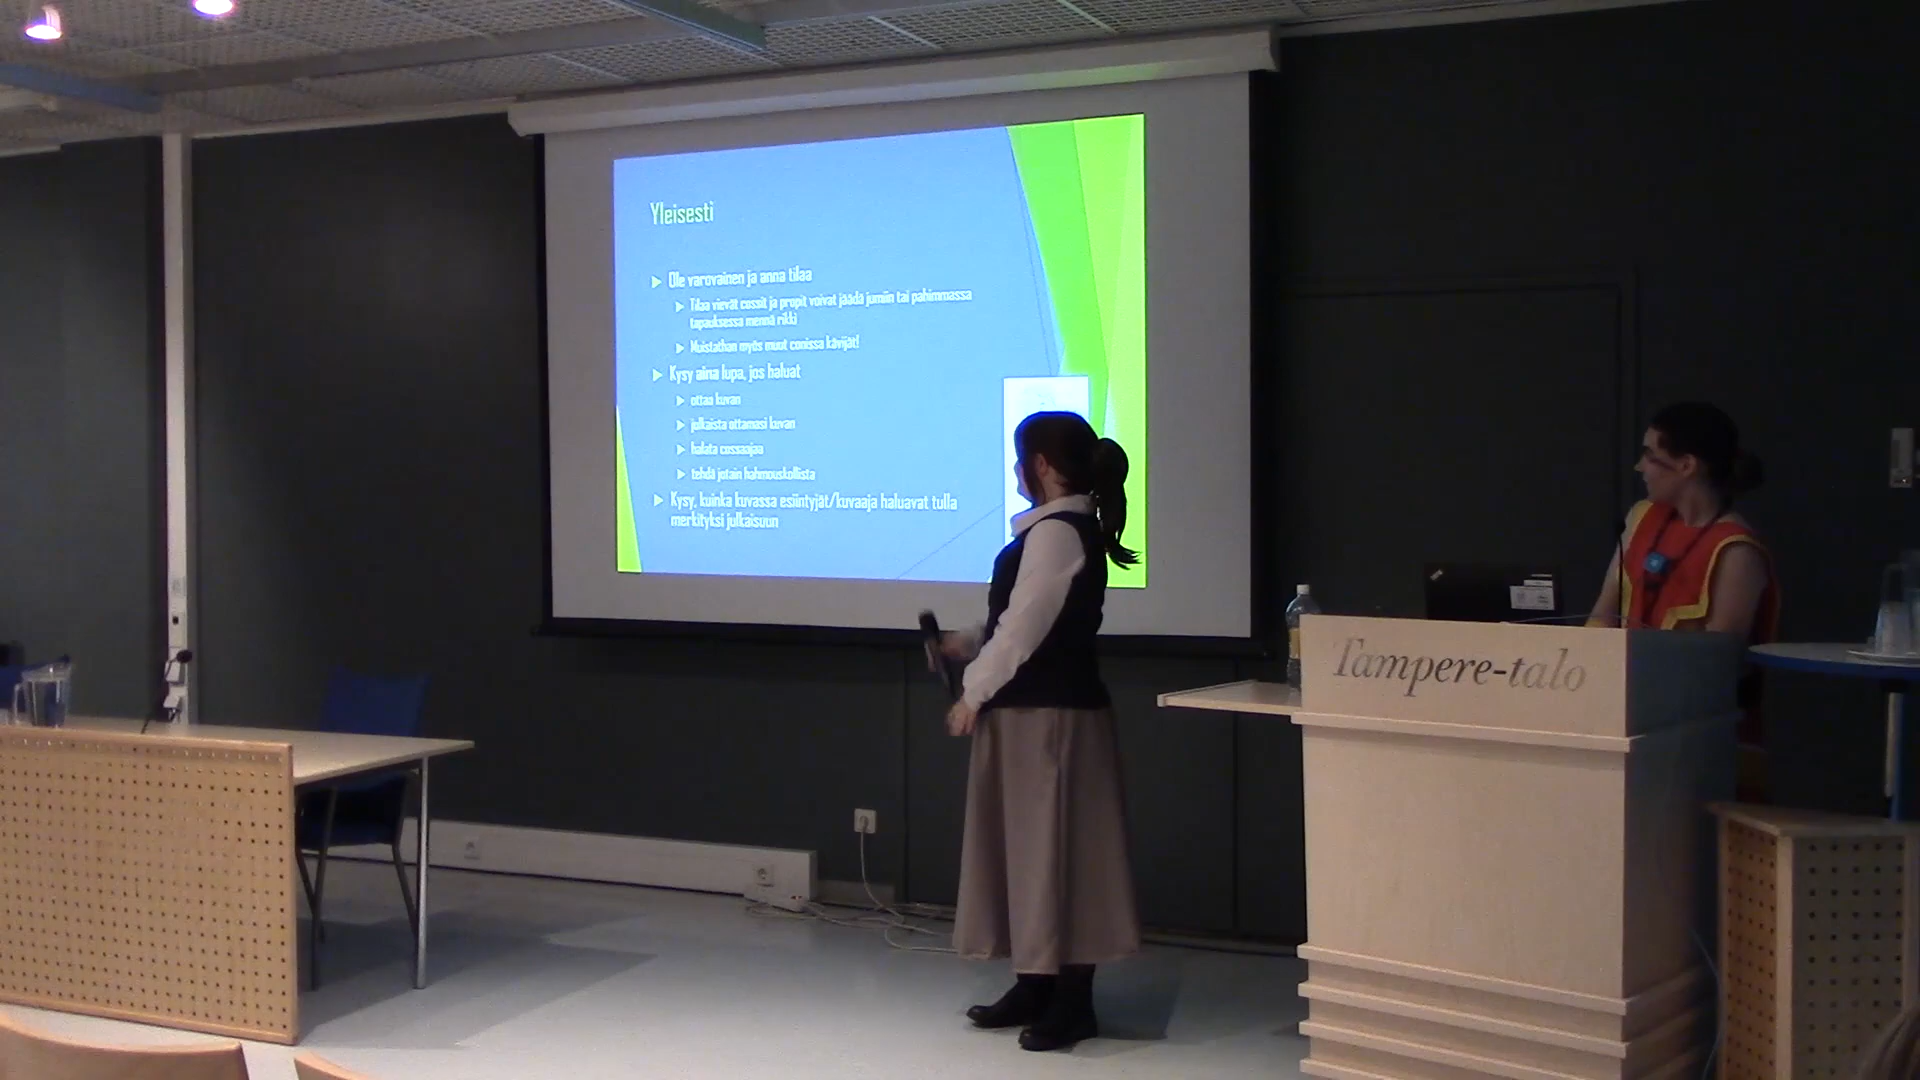 Yleisesti
Ole varovainen ja anna tilaa
Tilaa vievät cossit ja propit voivat jäädä jumiin tai pahimmassa
tapauksessa mennä rikki
Muistathan myös muut conissa kävijät!
Kysy aina lupa, jos haluat
ottaa kuvan
julkaista ottamasi kuvan
halata cossaajaa
tehdä jotain hahmouskollista
Kysy, kuinka kuvassa esiintyjät/kuvaaja haluavat tulla
merkityksi julkaisuun
Tampere-talo